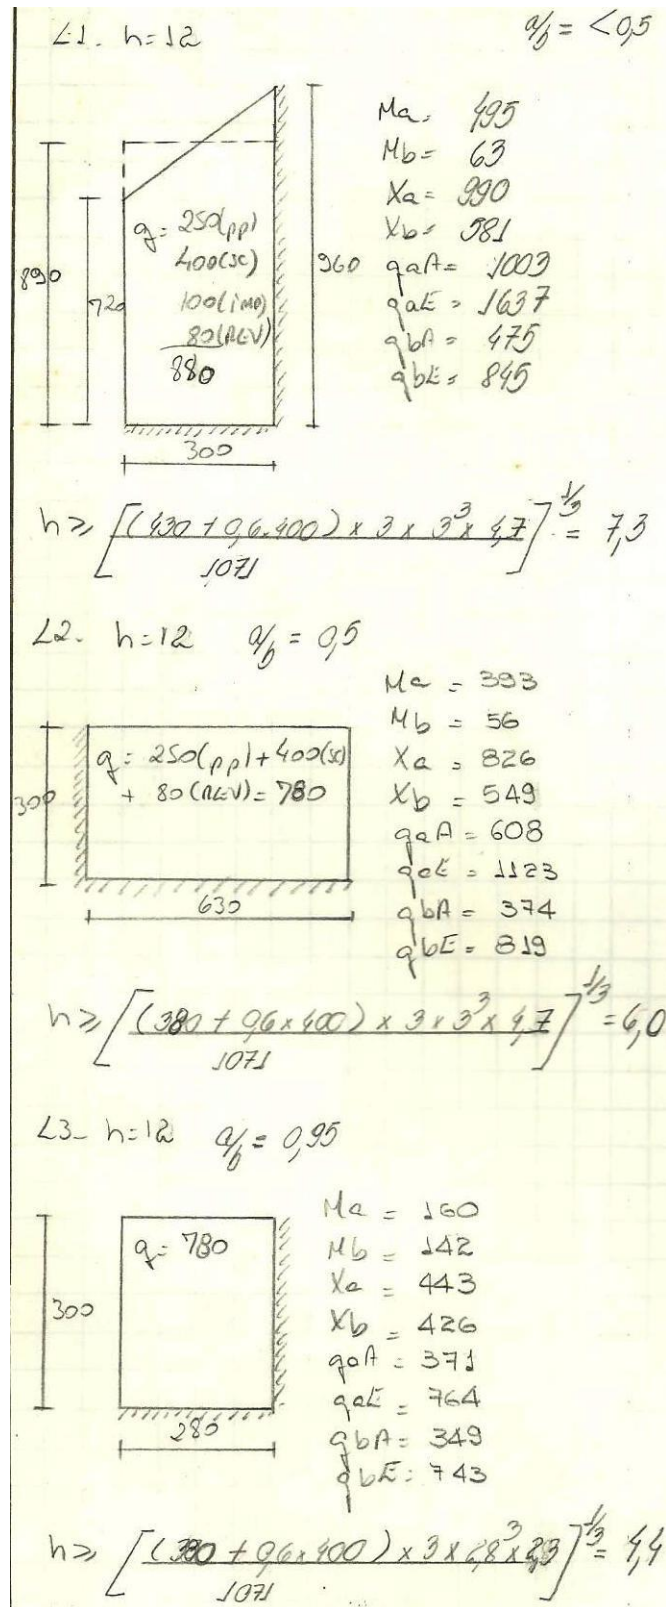 L1. h=12 a/b = <0,5
Ma= 495
Mb= 63
Xa= 990
Xb= 581
qaA= 1003
qaE= 1637
qbA= 475
qbE= 845
q= 250(pp)
400(sc)
100(imp)
80(REV)
880
890
720
960
300
h ≥ [(430 + 0,6.400) × 3 × 3³ × 4,7 / 1071]^1/3 = 7,3
L2. h=12 a/b = 0,5
Ma = 393
Mb = 56
Xa = 826
Xb = 549
qaA = 608
qaE = 1123
qbA = 374
qbE = 819
q= 250(pp)+400(sc)
+ 80(REV)= 780
300
630
h ≥ [(380 + 0,6×400) × 3 × 3³ × 4,7 / 1071]^1/3 = 6,0
L3- h=12 a/b = 0,95
Ma = 160
Mb = 142
Xa = 443
Xb = 426
qaA = 371
qaE = 764
qbA= 349
qbE= 743
q= 780
300
280
h ≥ [(380 + 0,6×400) × 3 × 2,8³ × 2,3 / 1071]^1/3 = 4,4